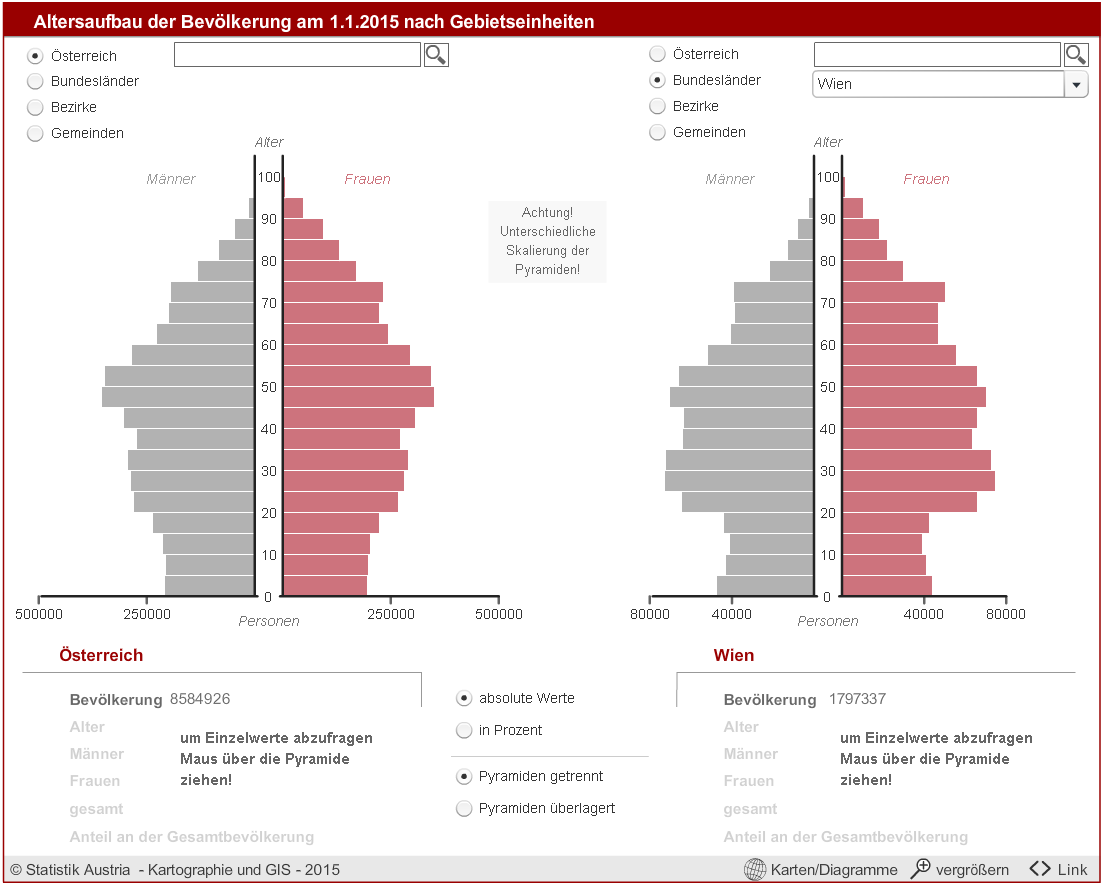 Altersaufbau der Bevölkerung am 1.1.2015 nach Gebietseinheiten
Österreich
Bundesländer
Bezirke
Gemeinden
Österreich
Bundesländer
Wien
Bezirke
Gemeinden
Alter
Männer
Frauen
100
90
80
70
60
50
40
30
20
10
0
500000
250000
250000
500000
Personen
Achtung!
Unterschiedliche
Skalierung der
Pyramiden!
Alter
Männer
Frauen
100
90
80
70
60
50
40
30
20
10
0
80000
40000
40000
80000
Personen
Österreich
Bevölkerung 8584926
Alter
Männer
Frauen
gesamt
Anteil an der Gesamtbevölkerung
um Einzelwerte abzufragen
Maus über die Pyramide
ziehen!
absolute Werte
in Prozent
Pyramiden getrennt
Pyramiden überlagert
Wien
Bevölkerung 1797337
Alter
Männer
Frauen
gesamt
Anteil an der Gesamtbevölkerung
um Einzelwerte abzufragen
Maus über die Pyramide
ziehen!
© Statistik Austria - Kartographie und GIS - 2015
Karten/Diagramme
vergrößern
Link